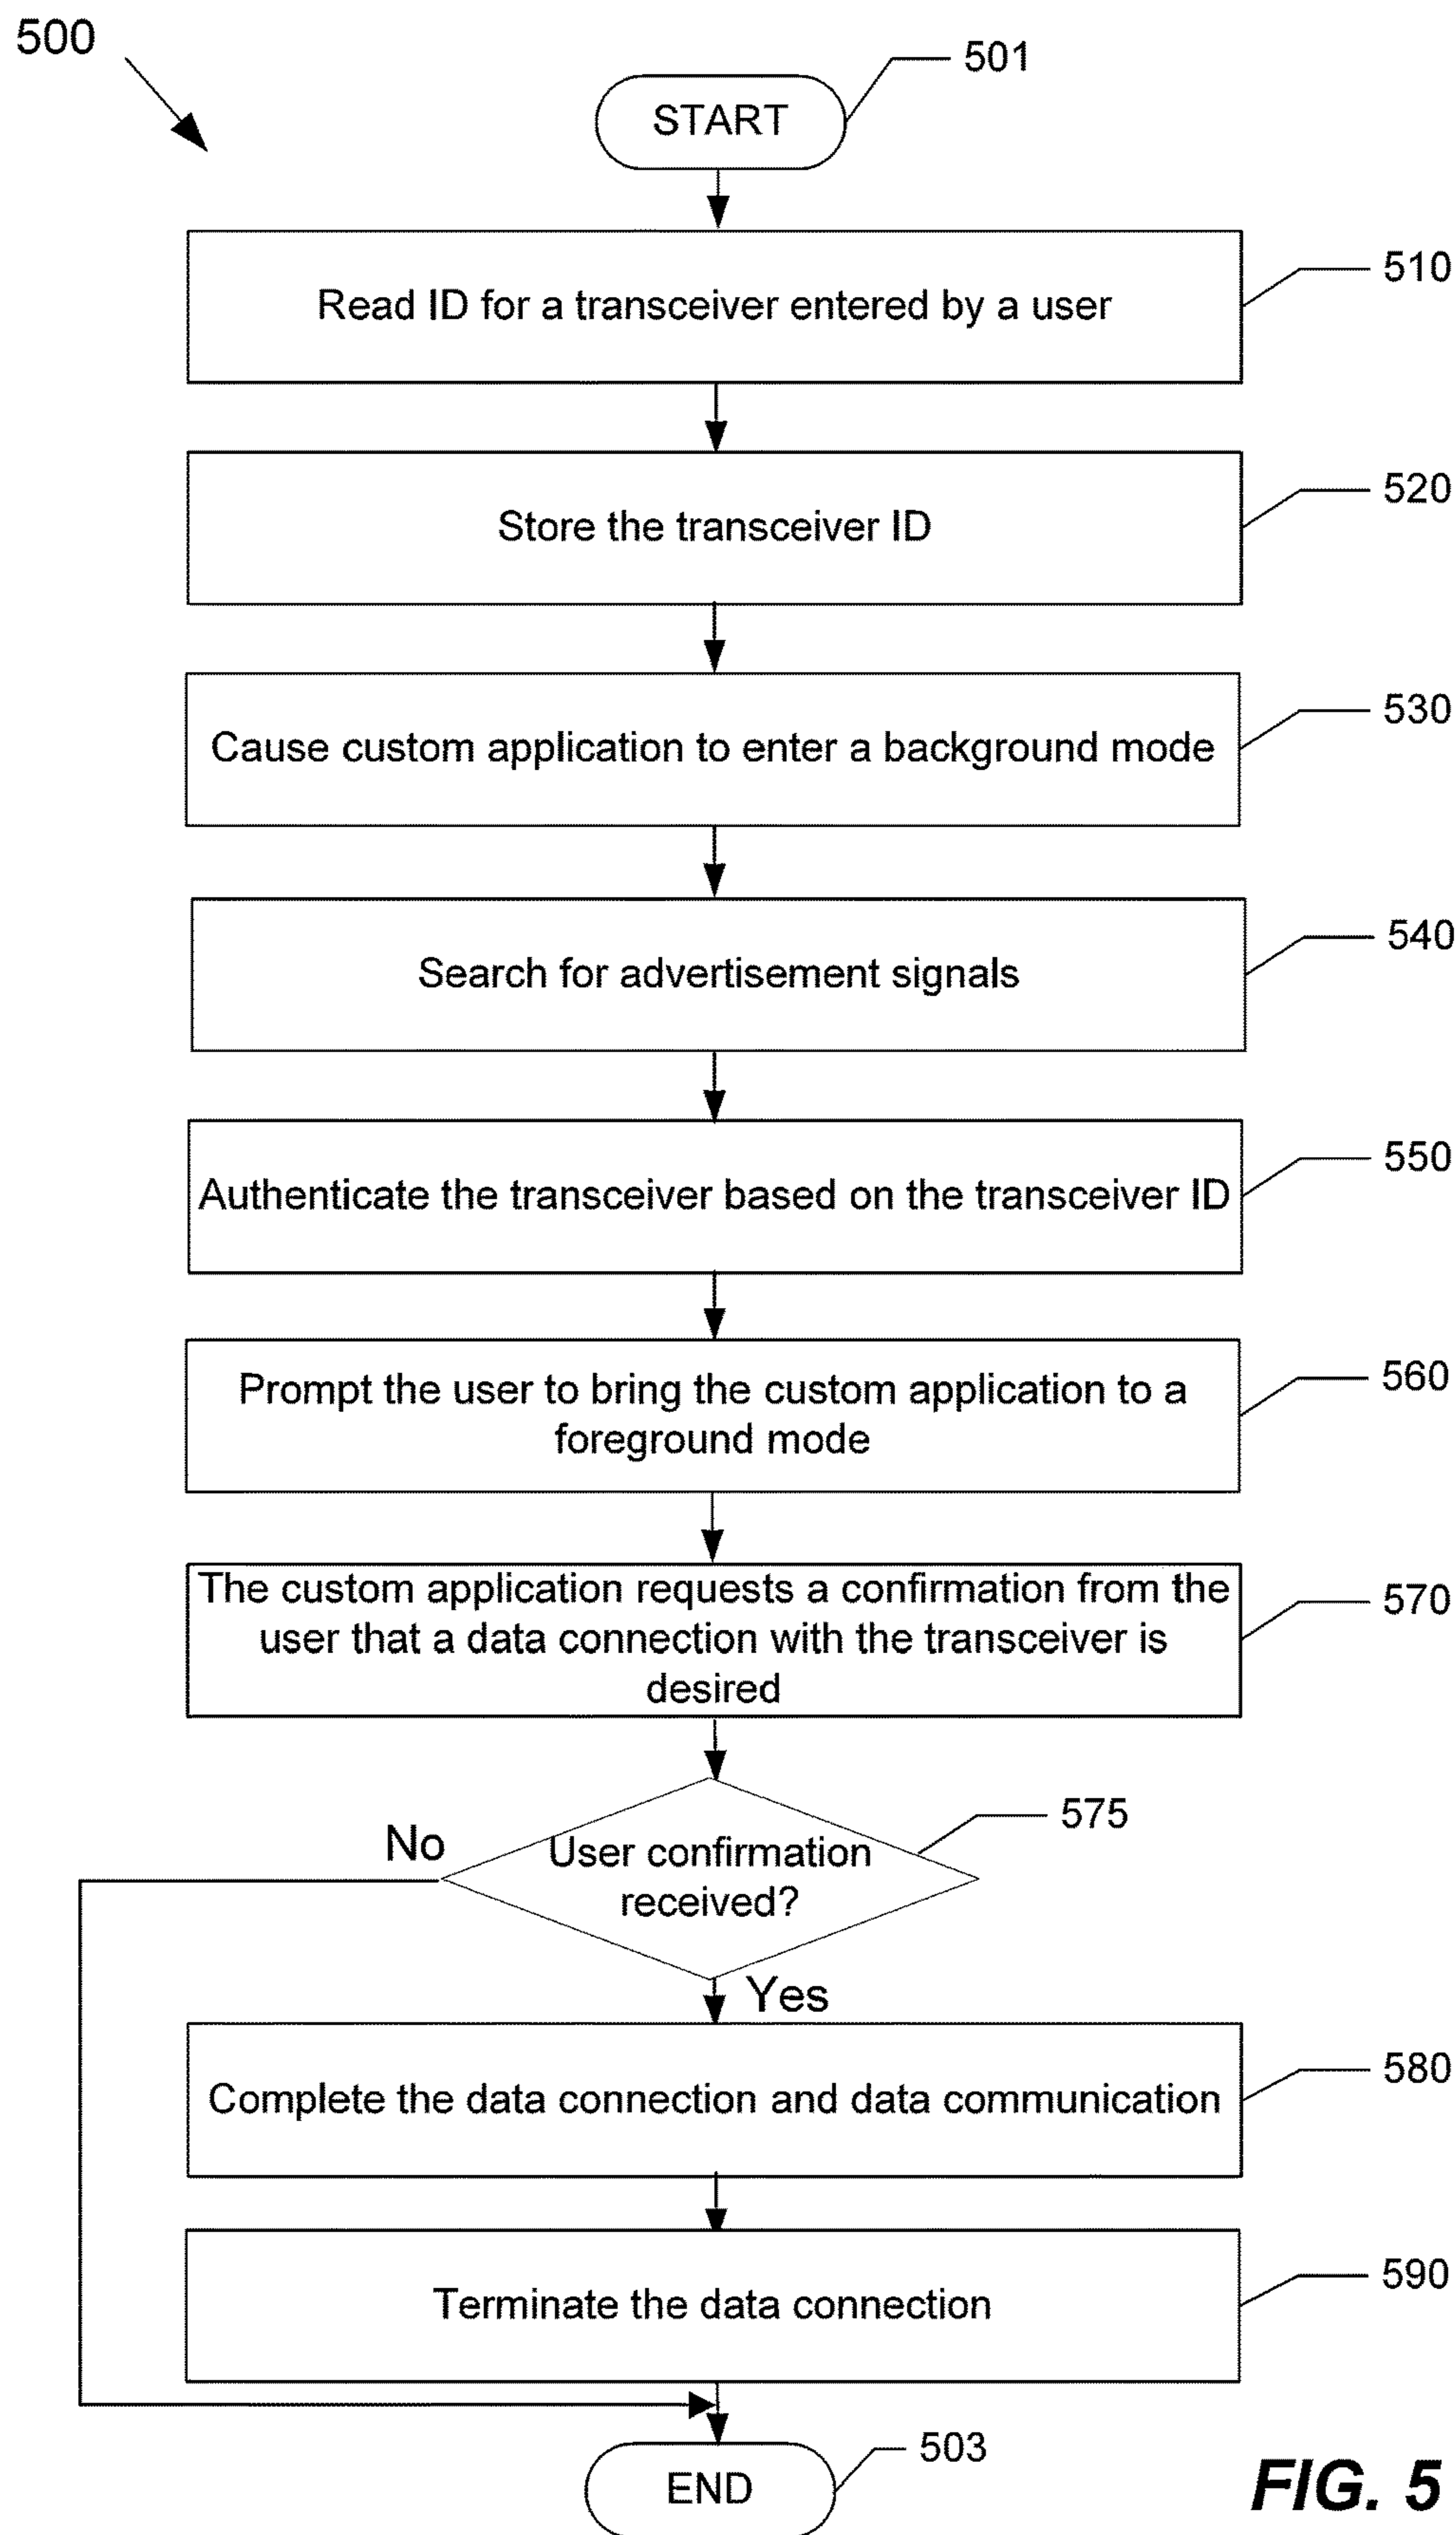 500
501
START
510
Read ID for a transceiver entered by a user
520
Store the transceiver ID
530
Cause custom application to enter a background mode
540
Search for advertisement signals
550
Authenticate the transceiver based on the transceiver ID
560
Prompt the user to bring the custom application to a
foreground mode
570
The custom application requests a confirmation from the
user that a data connection with the transceiver is
desired
575
No
User confirmation
received?
Yes
580
Complete the data connection and data communication
590
Terminate the data connection
503
END
FIG. 5